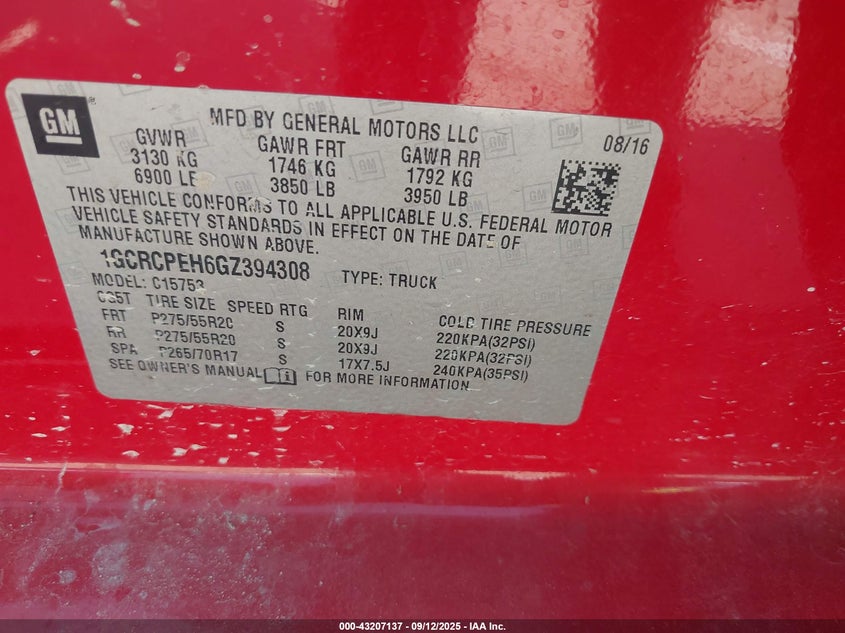 GM
MFD BY GENERAL MOTORS LLC
08/16
GVWR GAWR FRT GAWR RR
3130 KG 1746 KG 1792 KG
6900 LB 3850 LB 3950 LB
THIS VEHICLE CONFORMS TO ALL APPLICABLE U.S. FEDERAL MOTOR
VEHICLE SAFETY STANDARDS IN EFFECT ON THE DATE OF
MANUFACTURE SHOWN ABOVE.
1GCRCPEH6GZ394308 TYPE: TRUCK
MODEL: C15753
TIRE SIZE SPEED RTG RIM COLD TIRE PRESSURE
FRT P275/55R20 S 20X9J 220KPA(32PSI)
RR P275/55R20 S 20X9J 220KPA(32PSI)
SPA P265/70R17 S 17X7.5J 240KPA(35PSI)
SEE OWNER'S MANUAL FOR MORE INFORMATION
000-43207137 - 09/12/2025 - IAA Inc.